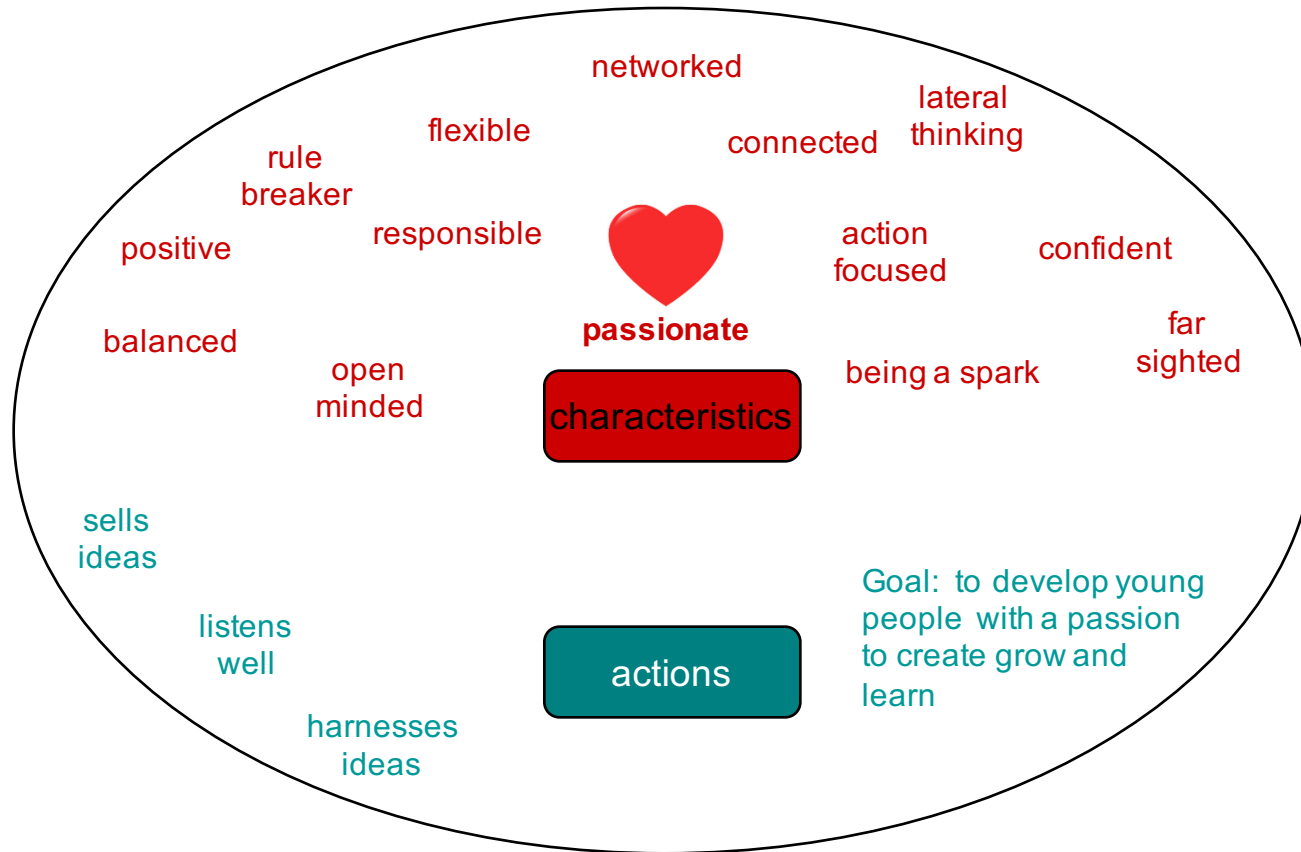 networked
lateral
thinking
flexible
connected
rule
breaker
responsible
positive
action
focused
confident
passionate
balanced
far
sighted
open
minded
being a spark
characteristics
sells
ideas
Goal: to develop young
people with a passion
to create grow and
learn
listens
well
actions
harnesses
ideas